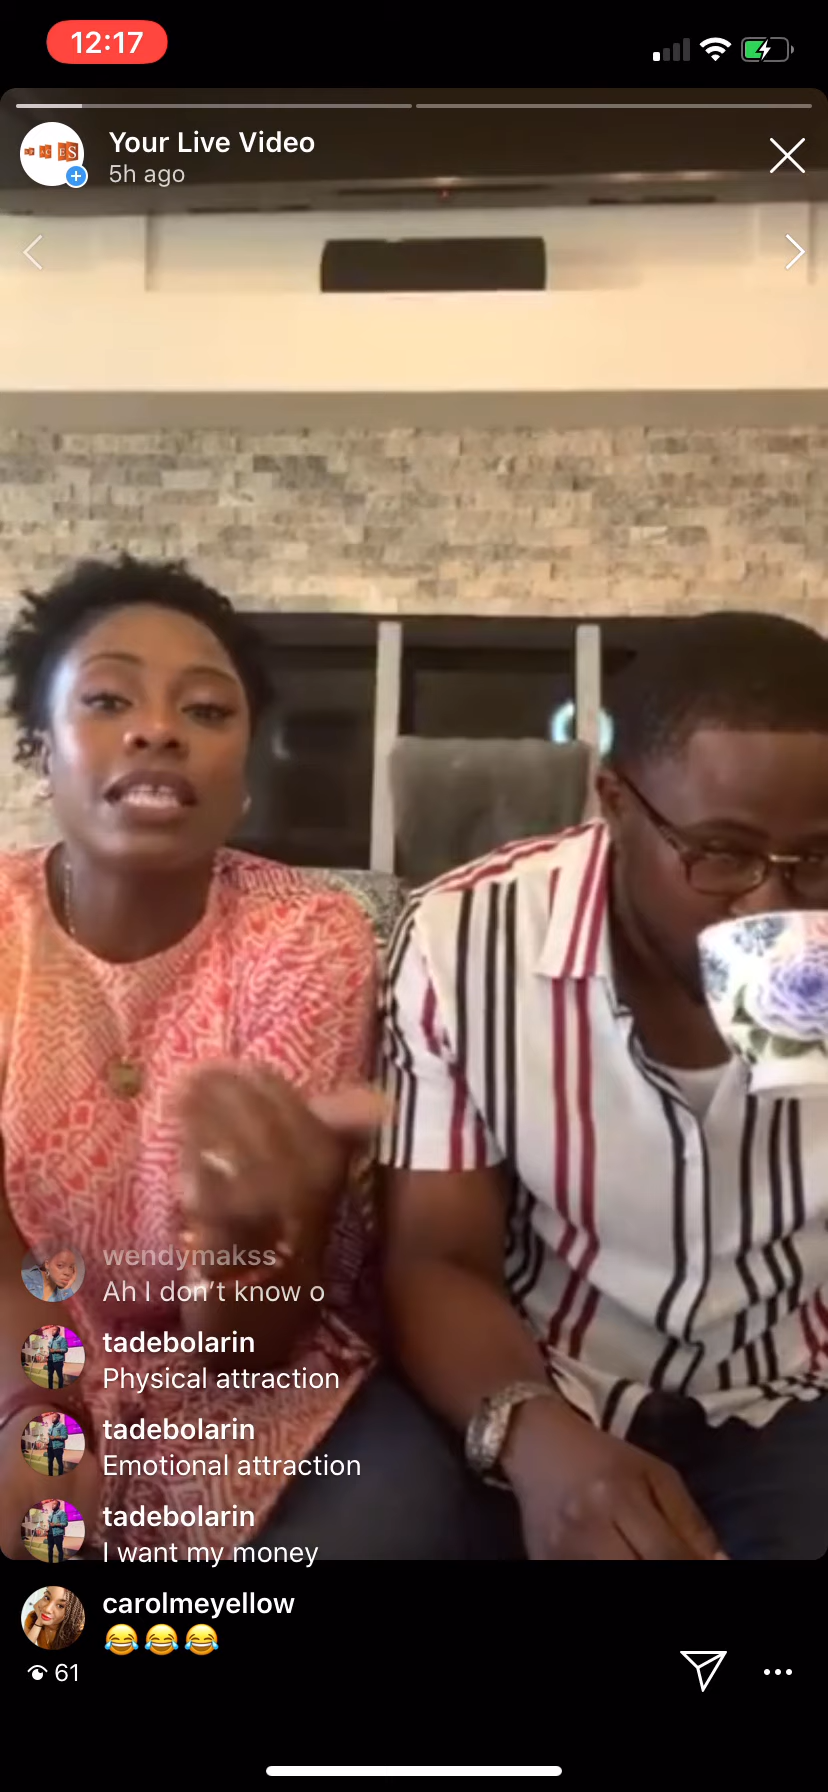 12:17
Your Live Video
5h ago
wendymakss
Ah I don't know o
tadebolarin
Physical attraction
tadebolarin
Emotional attraction
tadebolarin
I want my money
carolmeyellow
😂😂😂
61